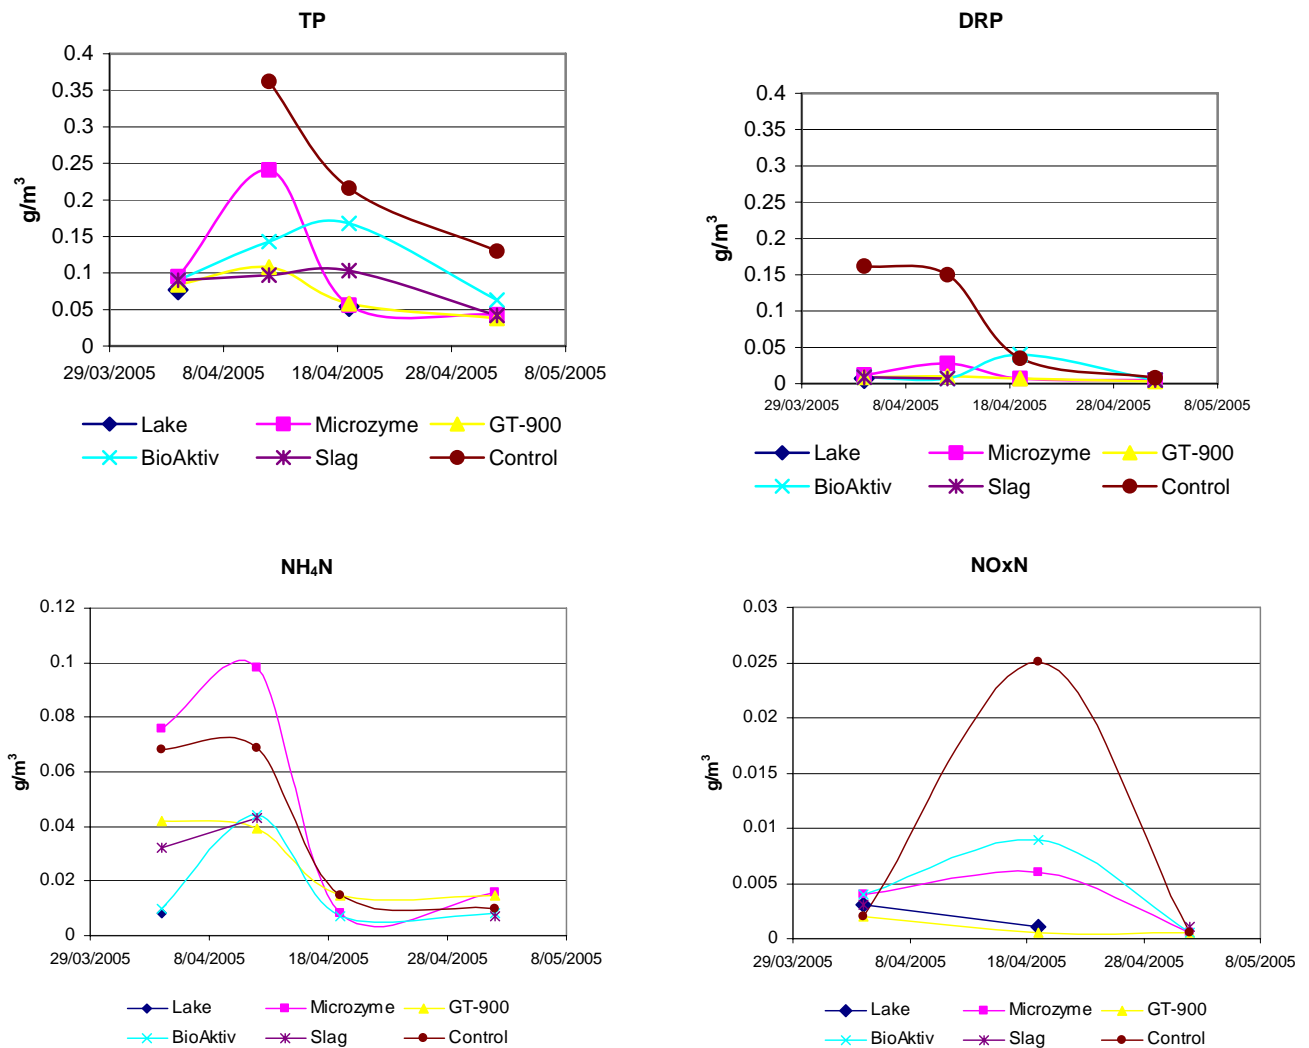 TP
0.4
0.35
0.3
0.25
0.2
0.15
0.1
0.05
0
g/m³
29/03/2005 8/04/2005 18/04/2005 28/04/2005 8/05/2005
Lake Microzyme GT-900
BioAktiv Slag Control
DRP
0.4
0.35
0.3
0.25
0.2
0.15
0.1
0.05
0
g/m³
29/03/2005 8/04/2005 18/04/2005 28/04/2005 8/05/2005
Lake Microzyme GT-900
BioAktiv Slag Control
NH₄N
0.12
0.1
0.08
0.06
0.04
0.02
0
g/m³
29/03/2005 8/04/2005 18/04/2005 28/04/2005 8/05/2005
Lake Microzyme GT-900
BioAktiv Slag Control
NOxN
0.03
0.025
0.02
0.015
0.01
0.005
0
g/m³
29/03/2005 8/04/2005 18/04/2005 28/04/2005 8/05/2005
Lake Microzyme GT-900
BioAktiv Slag Control